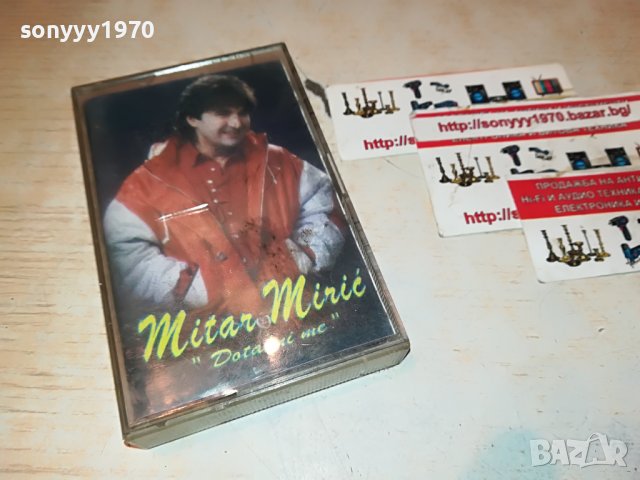 sonyyy1970
Mitar Mirić
"Dotakni me"
http://s
http://sonyyy1970.bazar.bg/
http://s
ПРОДАЖБА НА АНТИ
Hi-Fi И АУДИО ТЕХНИКА
ЕЛЕКТРОНИКА И
BAZAR